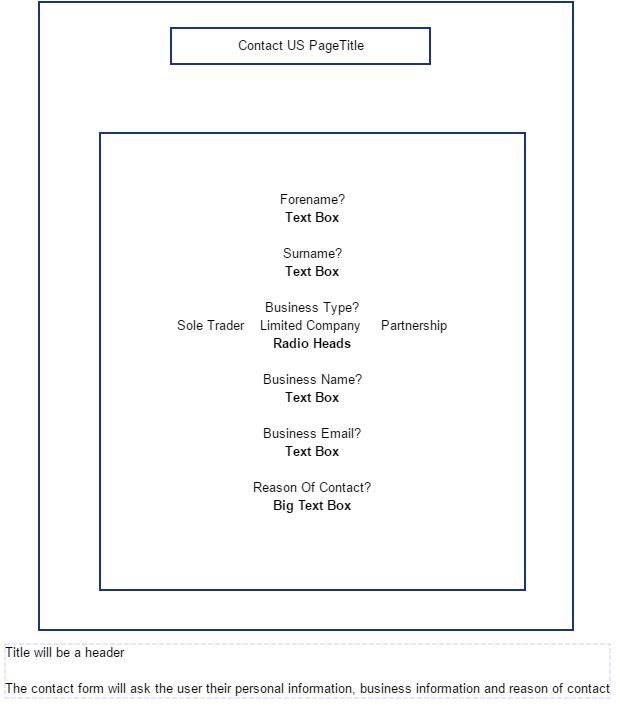 Contact US PageTitle
Forename?
Text Box
Surname?
Text Box
Business Type?
Sole Trader Limited Company Partnership
Radio Heads
Business Name?
Text Box
Business Email?
Text Box
Reason Of Contact?
Big Text Box
Title will be a header
The contact form will ask the user their personal information, business information and reason of contact